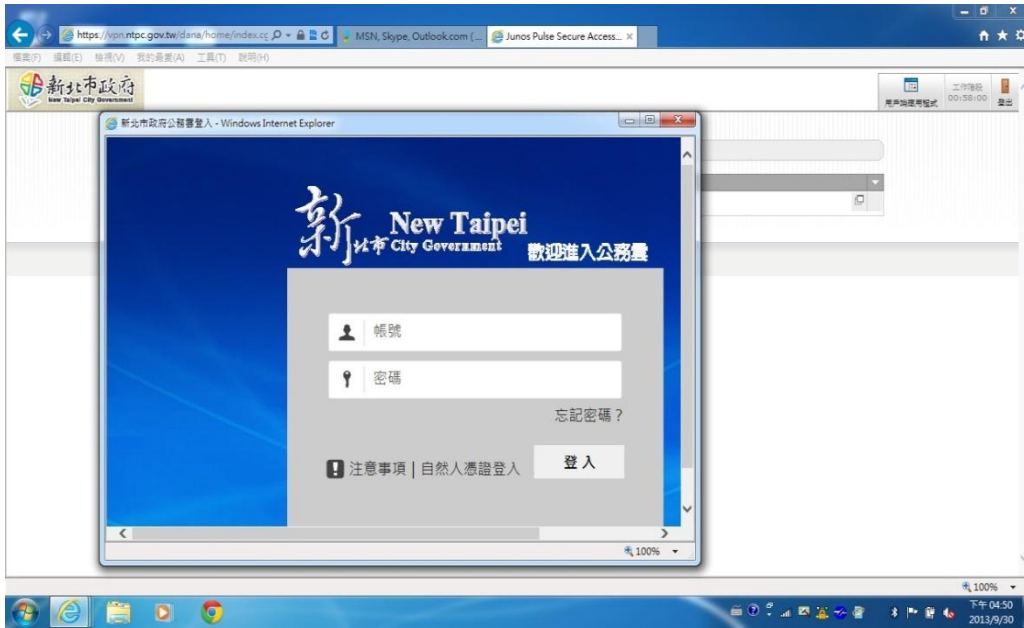 https://vpn.ntpc.gov.tw/dana/home/index.cg
MSN, Skype, Outlook.com (...
Junos Pulse Secure Access...
檔案(F) 編輯(E) 檢視(V) 我的最愛(A) 工具(T) 說明(H)
新北市政府
New Taipei City Government
用戶端應用程式
工作階段
00:58:00
登出
新北市政府公務雲登入 - Windows Internet Explorer
新北市
New Taipei
City Government
歡迎進入公務雲
帳號
密碼
忘記密碼？
注意事項 | 自然人憑證登入
登入
100%
100%
下午 04:50
2013/9/30